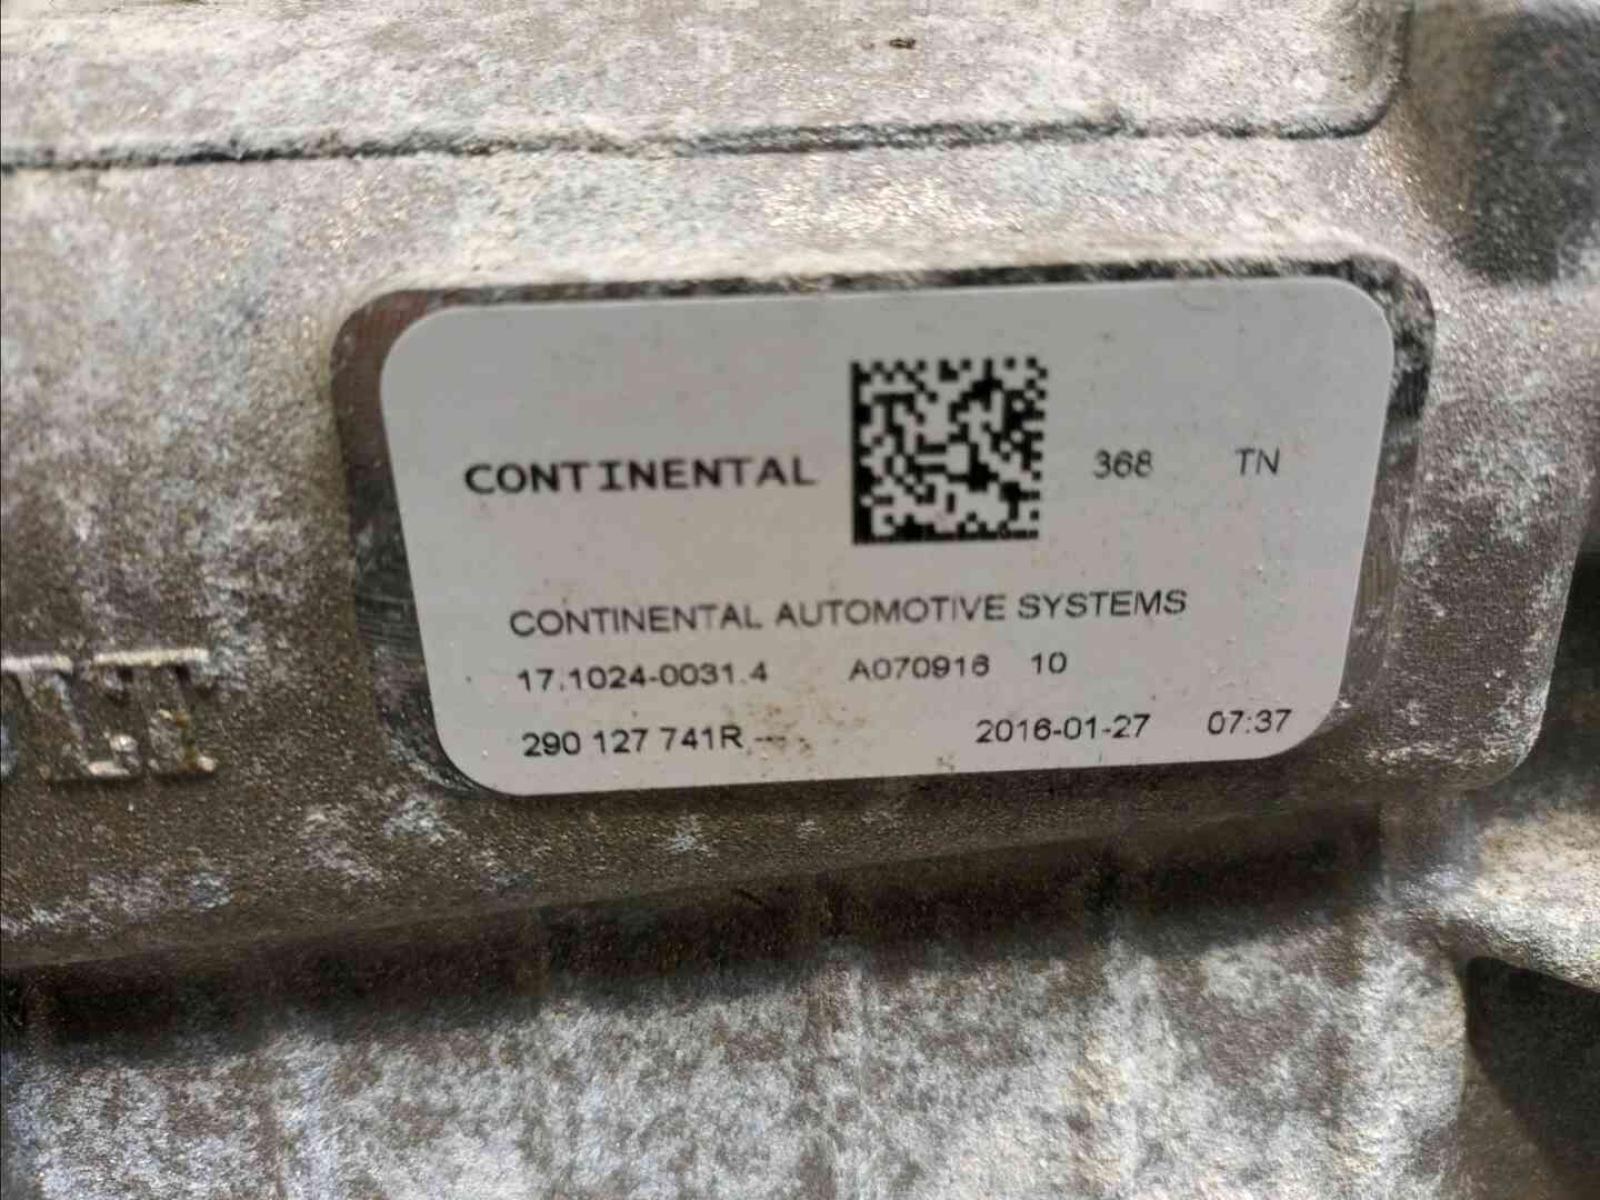 CONTINENTAL 368 TN
CONTINENTAL AUTOMOTIVE SYSTEMS
17.1024-0031.4 A070916 10
290 127 741R ---
2016-01-27 07:37